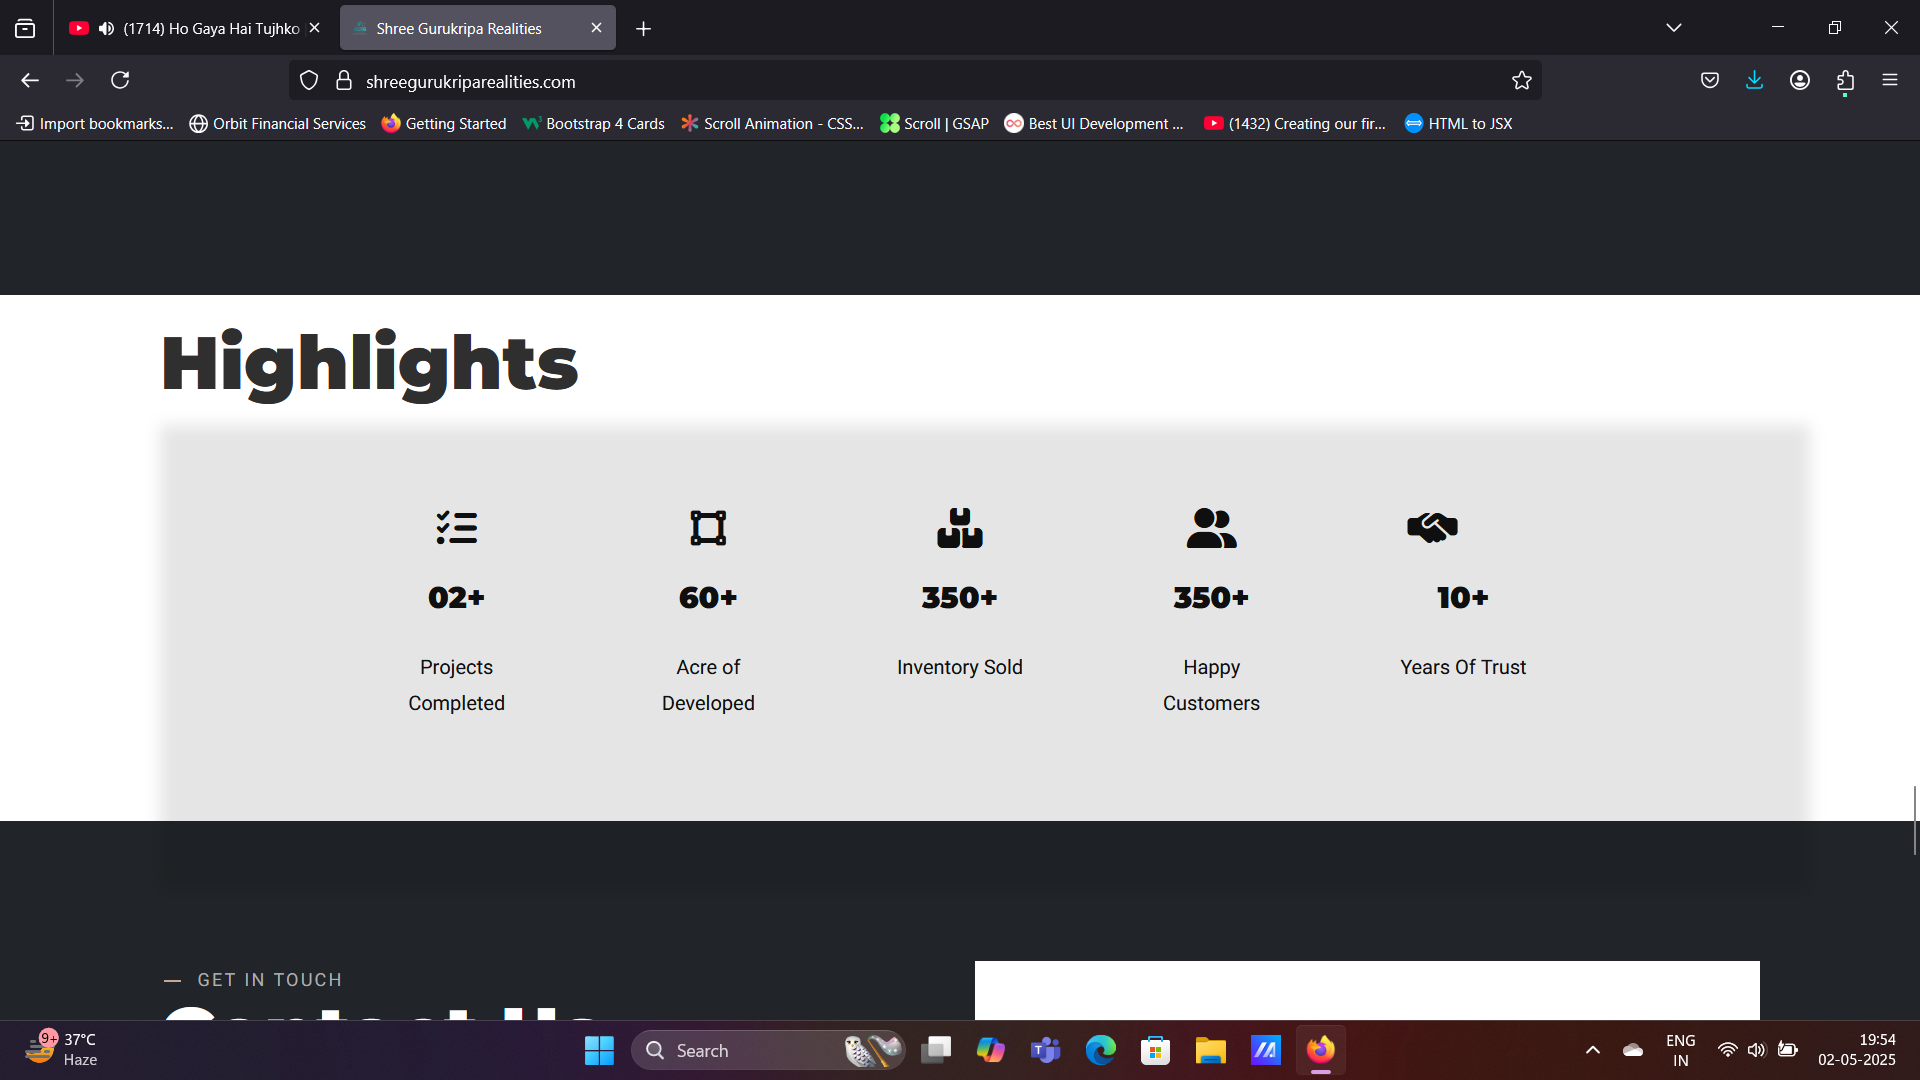 (1714) Ho Gaya Hai Tujhko
Shree Gurukripa Realities
shreegurukriparealities.com
Import bookmarks...
Orbit Financial Services
Getting Started
Bootstrap 4 Cards
Scroll Animation - CSS...
Scroll | GSAP
Best UI Development ...
(1432) Creating our fir...
HTML to JSX
Highlights
02+
60+
350+
350+
10+
Projects
Completed
Acre of
Developed
Inventory Sold
Happy
Customers
Years Of Trust
GET IN TOUCH
Contact Us
9+
37°C
Haze
Search
ENG
IN
19:54
02-05-2025